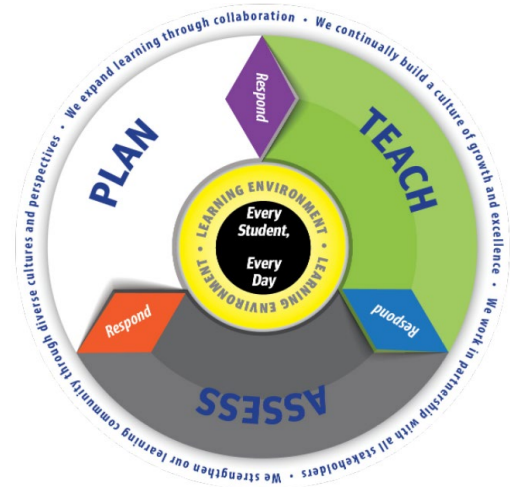 We expand learning through collaboration • We continually build a culture of growth and excellence • We work in partnership with all stakeholders • We strengthen our learning community through diverse cultures and perspectives •
PLAN
Respond
TEACH
Respond
ASSESS
Respond
LEARNING ENVIRONMENT • LEARNING ENVIRONMENT •
Every
Student,
Every
Day